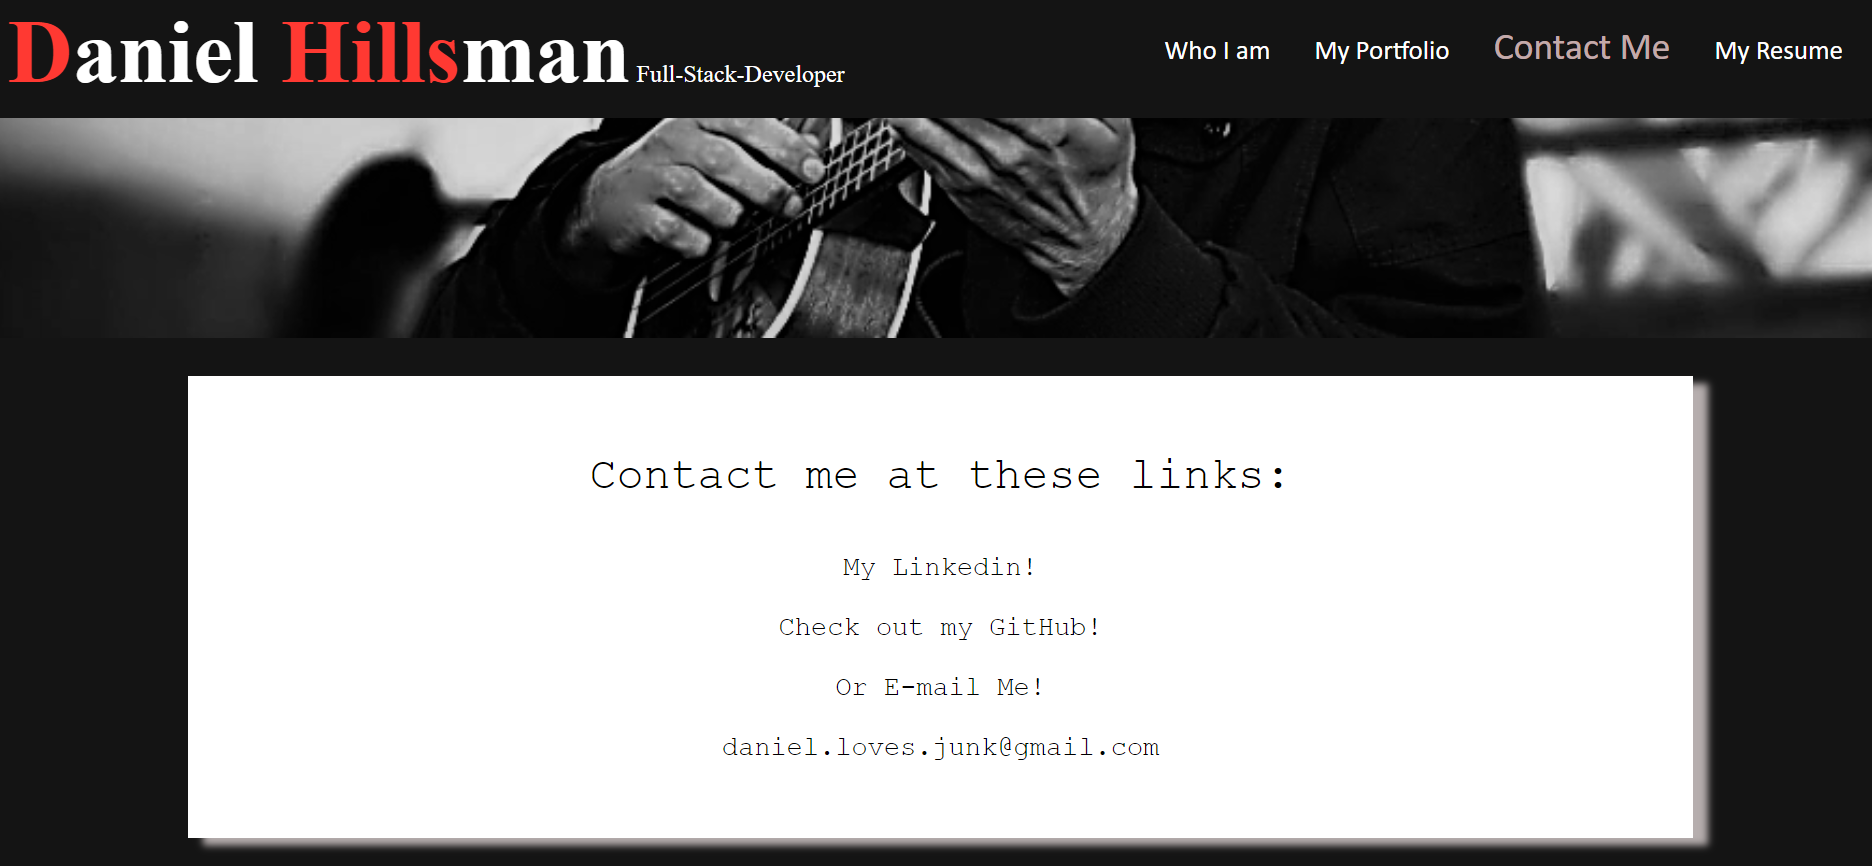 Daniel Hillsman Full-Stack-Developer
Who I am My Portfolio Contact Me My Resume
Contact me at these links:
My Linkedin!
Check out my GitHub!
Or E-mail Me!
daniel.loves.junk@gmail.com